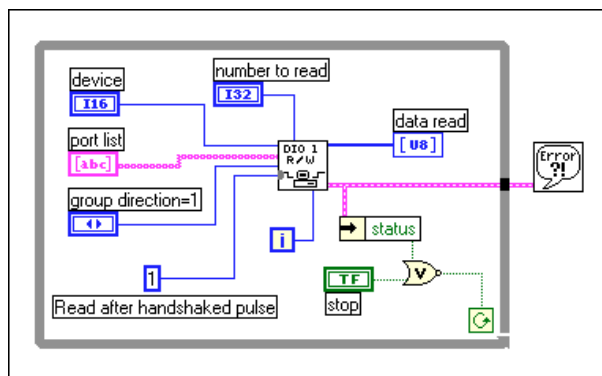 number to read
device
I32
I16
data read
port list
DIO 1
R/W
[U8]
[abc]
Error
?!
group direction=1
i
status
1
TF
V
Read after handshaked pulse
stop